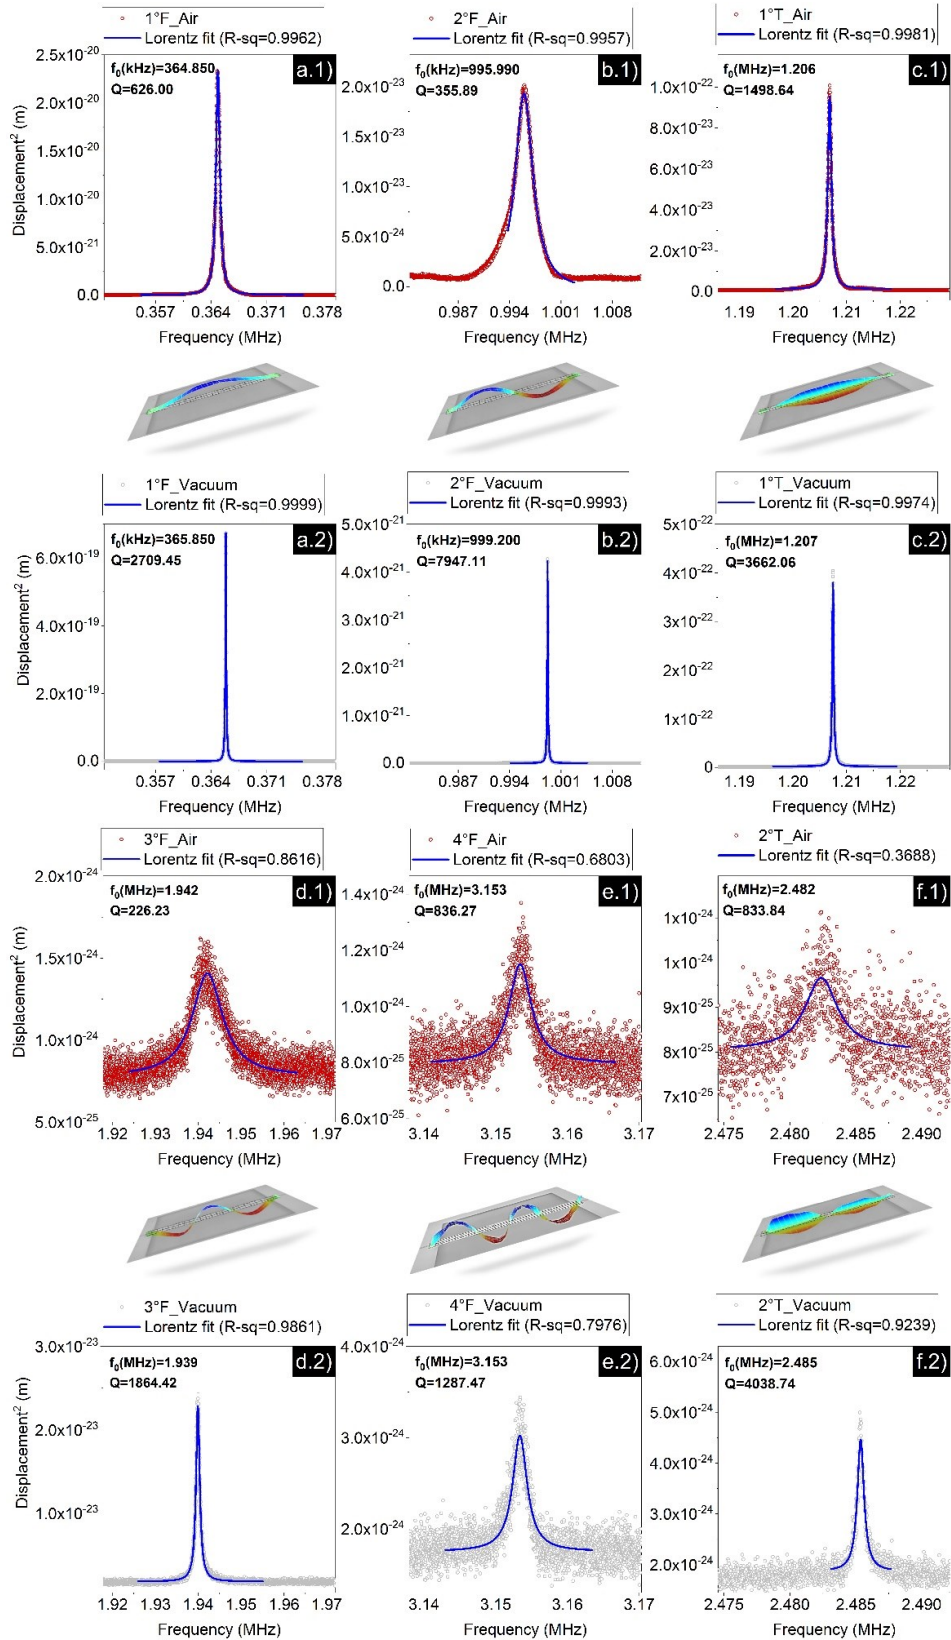 1°F_Air
Lorentz fit (R-sq=0.9962)
2.5x10⁻²⁰
2.0x10⁻²⁰
1.5x10⁻²⁰
1.0x10⁻²⁰
5.0x10⁻²¹
0.0
Displacement² (m)
f₀(kHz)=364.850
Q=626.00
a.1)
0.357 0.364 0.371 0.378
Frequency (MHz)
2°F_Air
Lorentz fit (R-sq=0.9957)
2.0x10⁻²³
1.5x10⁻²³
1.0x10⁻²³
5.0x10⁻²⁴
0.0
f₀(kHz)=995.990
Q=355.89
b.1)
0.987 0.994 1.001 1.008
Frequency (MHz)
1°T_Air
Lorentz fit (R-sq=0.9981)
1.0x10⁻²²
8.0x10⁻²³
6.0x10⁻²³
4.0x10⁻²³
2.0x10⁻²³
0.0
f₀(MHz)=1.206
Q=1498.64
c.1)
1.19 1.20 1.21 1.22
Frequency (MHz)
1°F_Vacuum
Lorentz fit (R-sq=0.9999)
6.0x10⁻¹⁹
4.0x10⁻¹⁹
2.0x10⁻¹⁹
0.0
Displacement² (m)
f₀(kHz)=365.850
Q=2709.45
a.2)
0.357 0.364 0.371 0.378
Frequency (MHz)
2°F_Vacuum
Lorentz fit (R-sq=0.9993)
5.0x10⁻²¹
4.0x10⁻²¹
3.0x10⁻²¹
2.0x10⁻²¹
1.0x10⁻²¹
0.0
f₀(kHz)=999.200
Q=7947.11
b.2)
0.987 0.994 1.001 1.008
Frequency (MHz)
1°T_Vacuum
Lorentz fit (R-sq=0.9974)
5x10⁻²²
4x10⁻²²
3x10⁻²²
2x10⁻²²
1x10⁻²²
0
f₀(MHz)=1.207
Q=3662.06
c.2)
1.19 1.20 1.21 1.22
Frequency (MHz)
3°F_Air
Lorentz fit (R-sq=0.8616)
2.0x10⁻²⁴
1.5x10⁻²⁴
1.0x10⁻²⁴
5.0x10⁻²⁵
Displacement² (m)
f₀(MHz)=1.942
Q=226.23
d.1)
1.92 1.93 1.94 1.95 1.96 1.97
Frequency (MHz)
4°F_Air
Lorentz fit (R-sq=0.6803)
1.4x10⁻²⁴
1.2x10⁻²⁴
1.0x10⁻²⁴
8.0x10⁻²⁵
6.0x10⁻²⁵
f₀(MHz)=3.153
Q=836.27
e.1)
3.14 3.15 3.16 3.17
Frequency (MHz)
2°T_Air
Lorentz fit (R-sq=0.3688)
1x10⁻²⁴
1x10⁻²⁴
9x10⁻²⁵
8x10⁻²⁵
7x10⁻²⁵
f₀(MHz)=2.482
Q=833.84
f.1)
2.475 2.480 2.485 2.490
Frequency (MHz)
3°F_Vacuum
Lorentz fit (R-sq=0.9861)
3.0x10⁻²³
2.0x10⁻²³
1.0x10⁻²³
Displacement² (m)
f₀(MHz)=1.939
Q=1864.42
d.2)
1.92 1.93 1.94 1.95 1.96 1.97
Frequency (MHz)
4°F_Vacuum
Lorentz fit (R-sq=0.7976)
4.0x10⁻²⁴
3.0x10⁻²⁴
2.0x10⁻²⁴
f₀(MHz)=3.153
Q=1287.47
e.2)
3.14 3.15 3.16 3.17
Frequency (MHz)
2°T_Vacuum
Lorentz fit (R-sq=0.9239)
6.0x10⁻²⁴
5.0x10⁻²⁴
4.0x10⁻²⁴
3.0x10⁻²⁴
2.0x10⁻²⁴
f₀(MHz)=2.485
Q=4038.74
f.2)
2.475 2.480 2.485 2.490
Frequency (MHz)